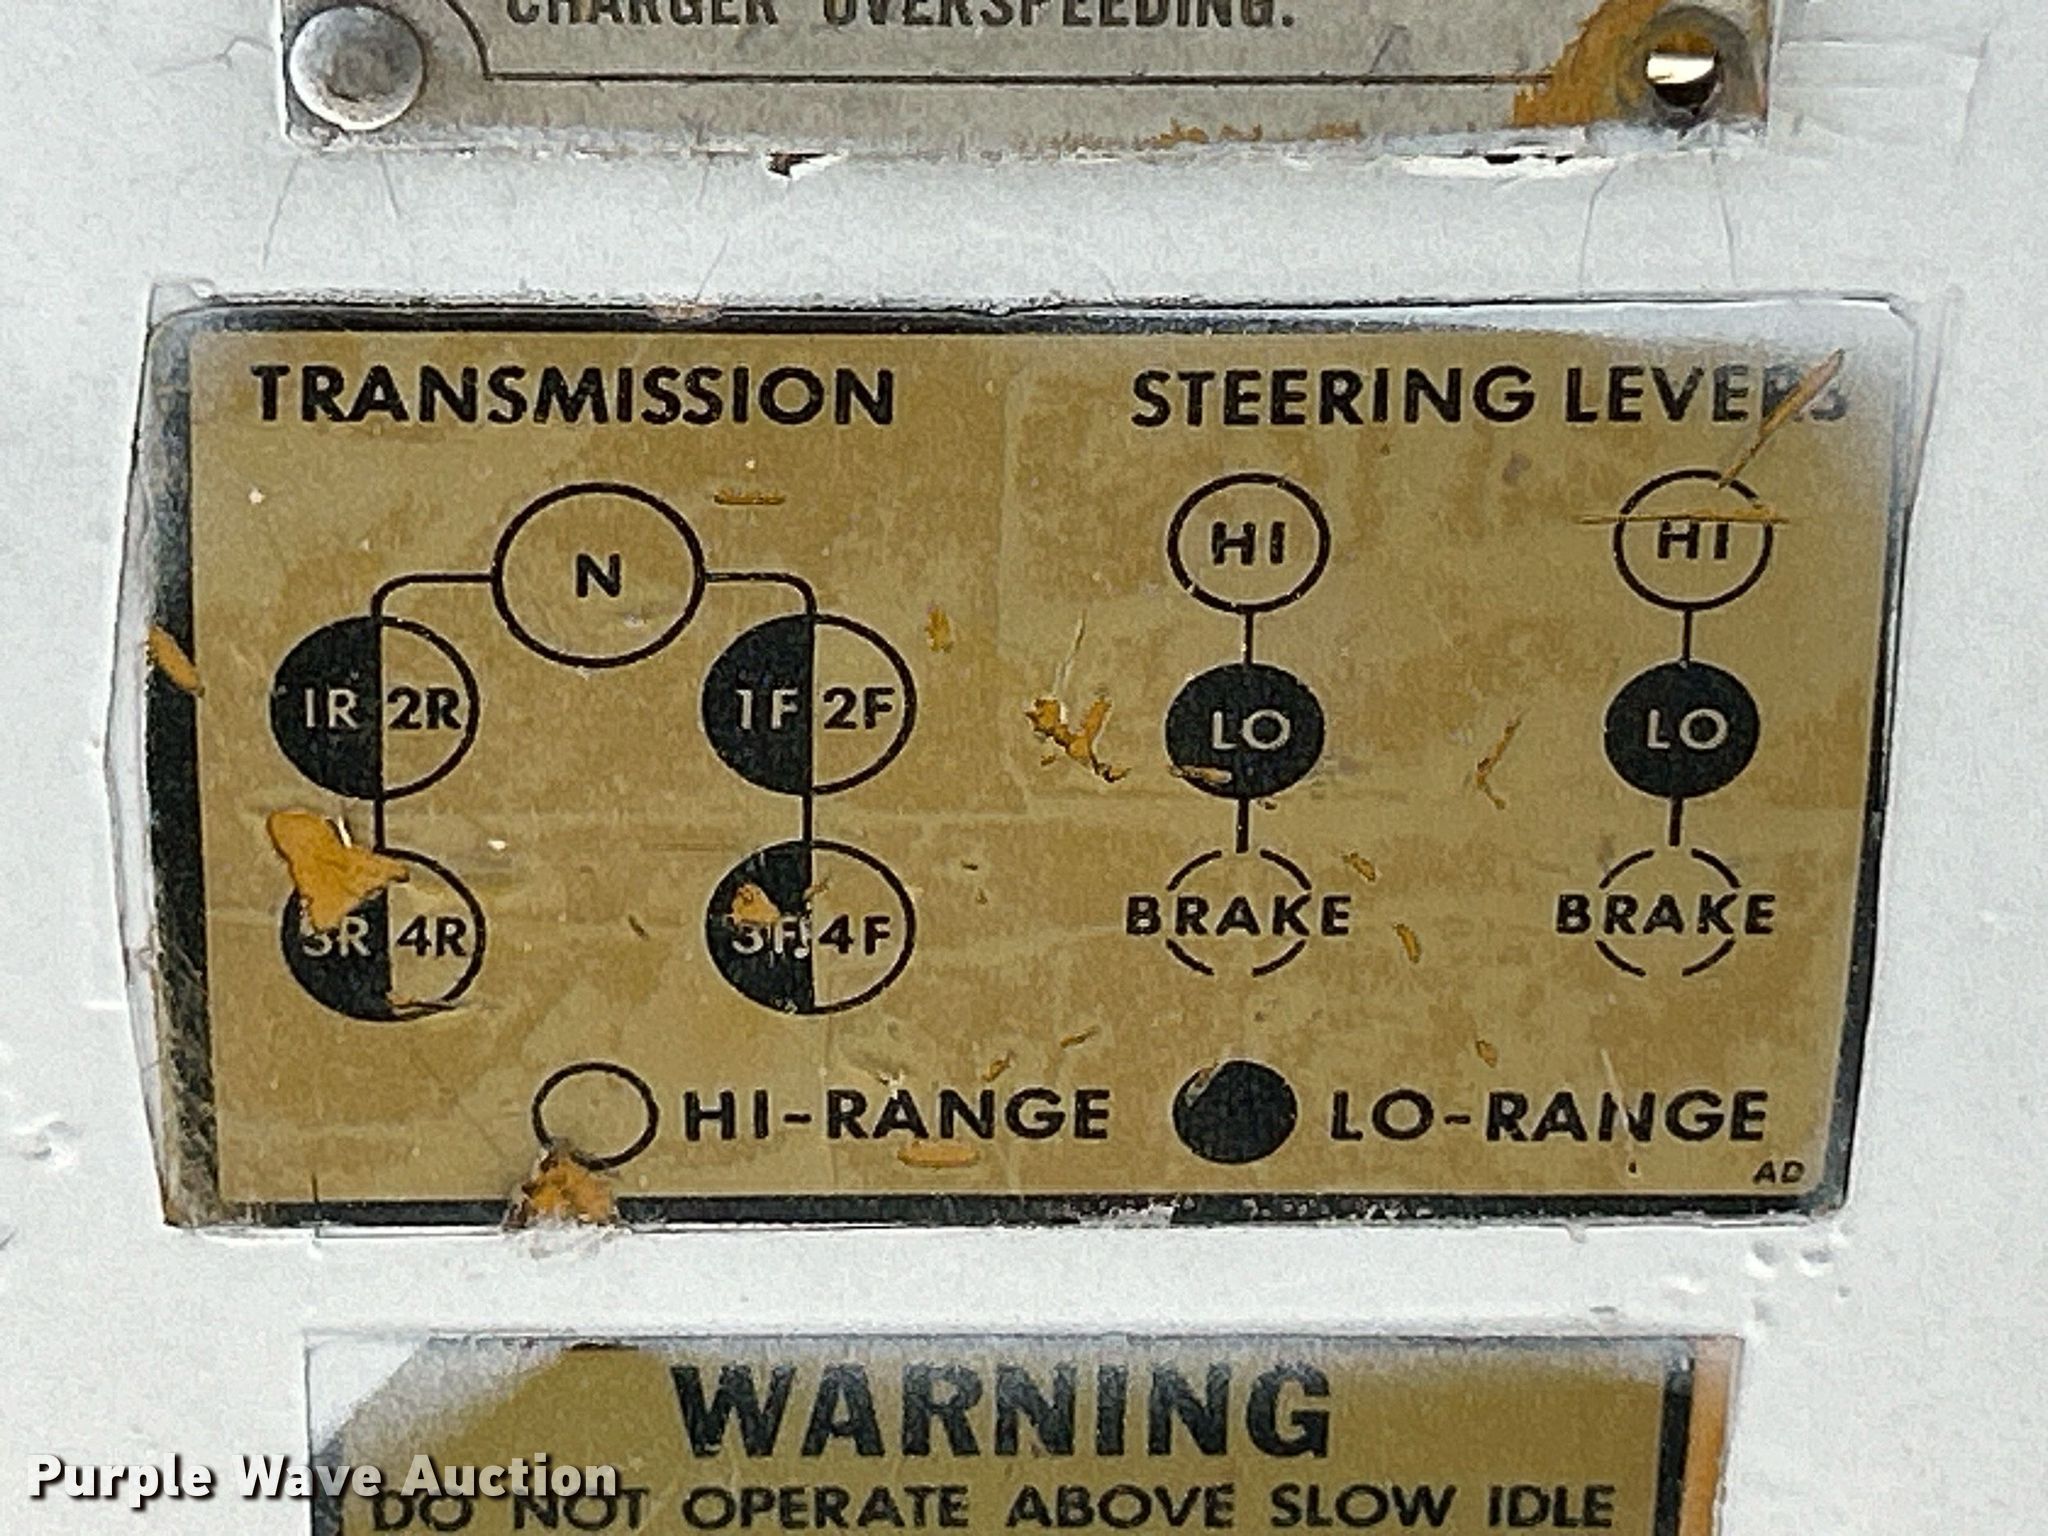 CHARGER OVERSPEEDING.
TRANSMISSION
STEERING LEVERS
N
HI HI
1R 2R 1F 2F
LO LO
3R 4R 3F 4F
BRAKE BRAKE
HI-RANGE LO-RANGE
AD
WARNING
DO NOT OPERATE ABOVE SLOW IDLE
Purple Wave Auction